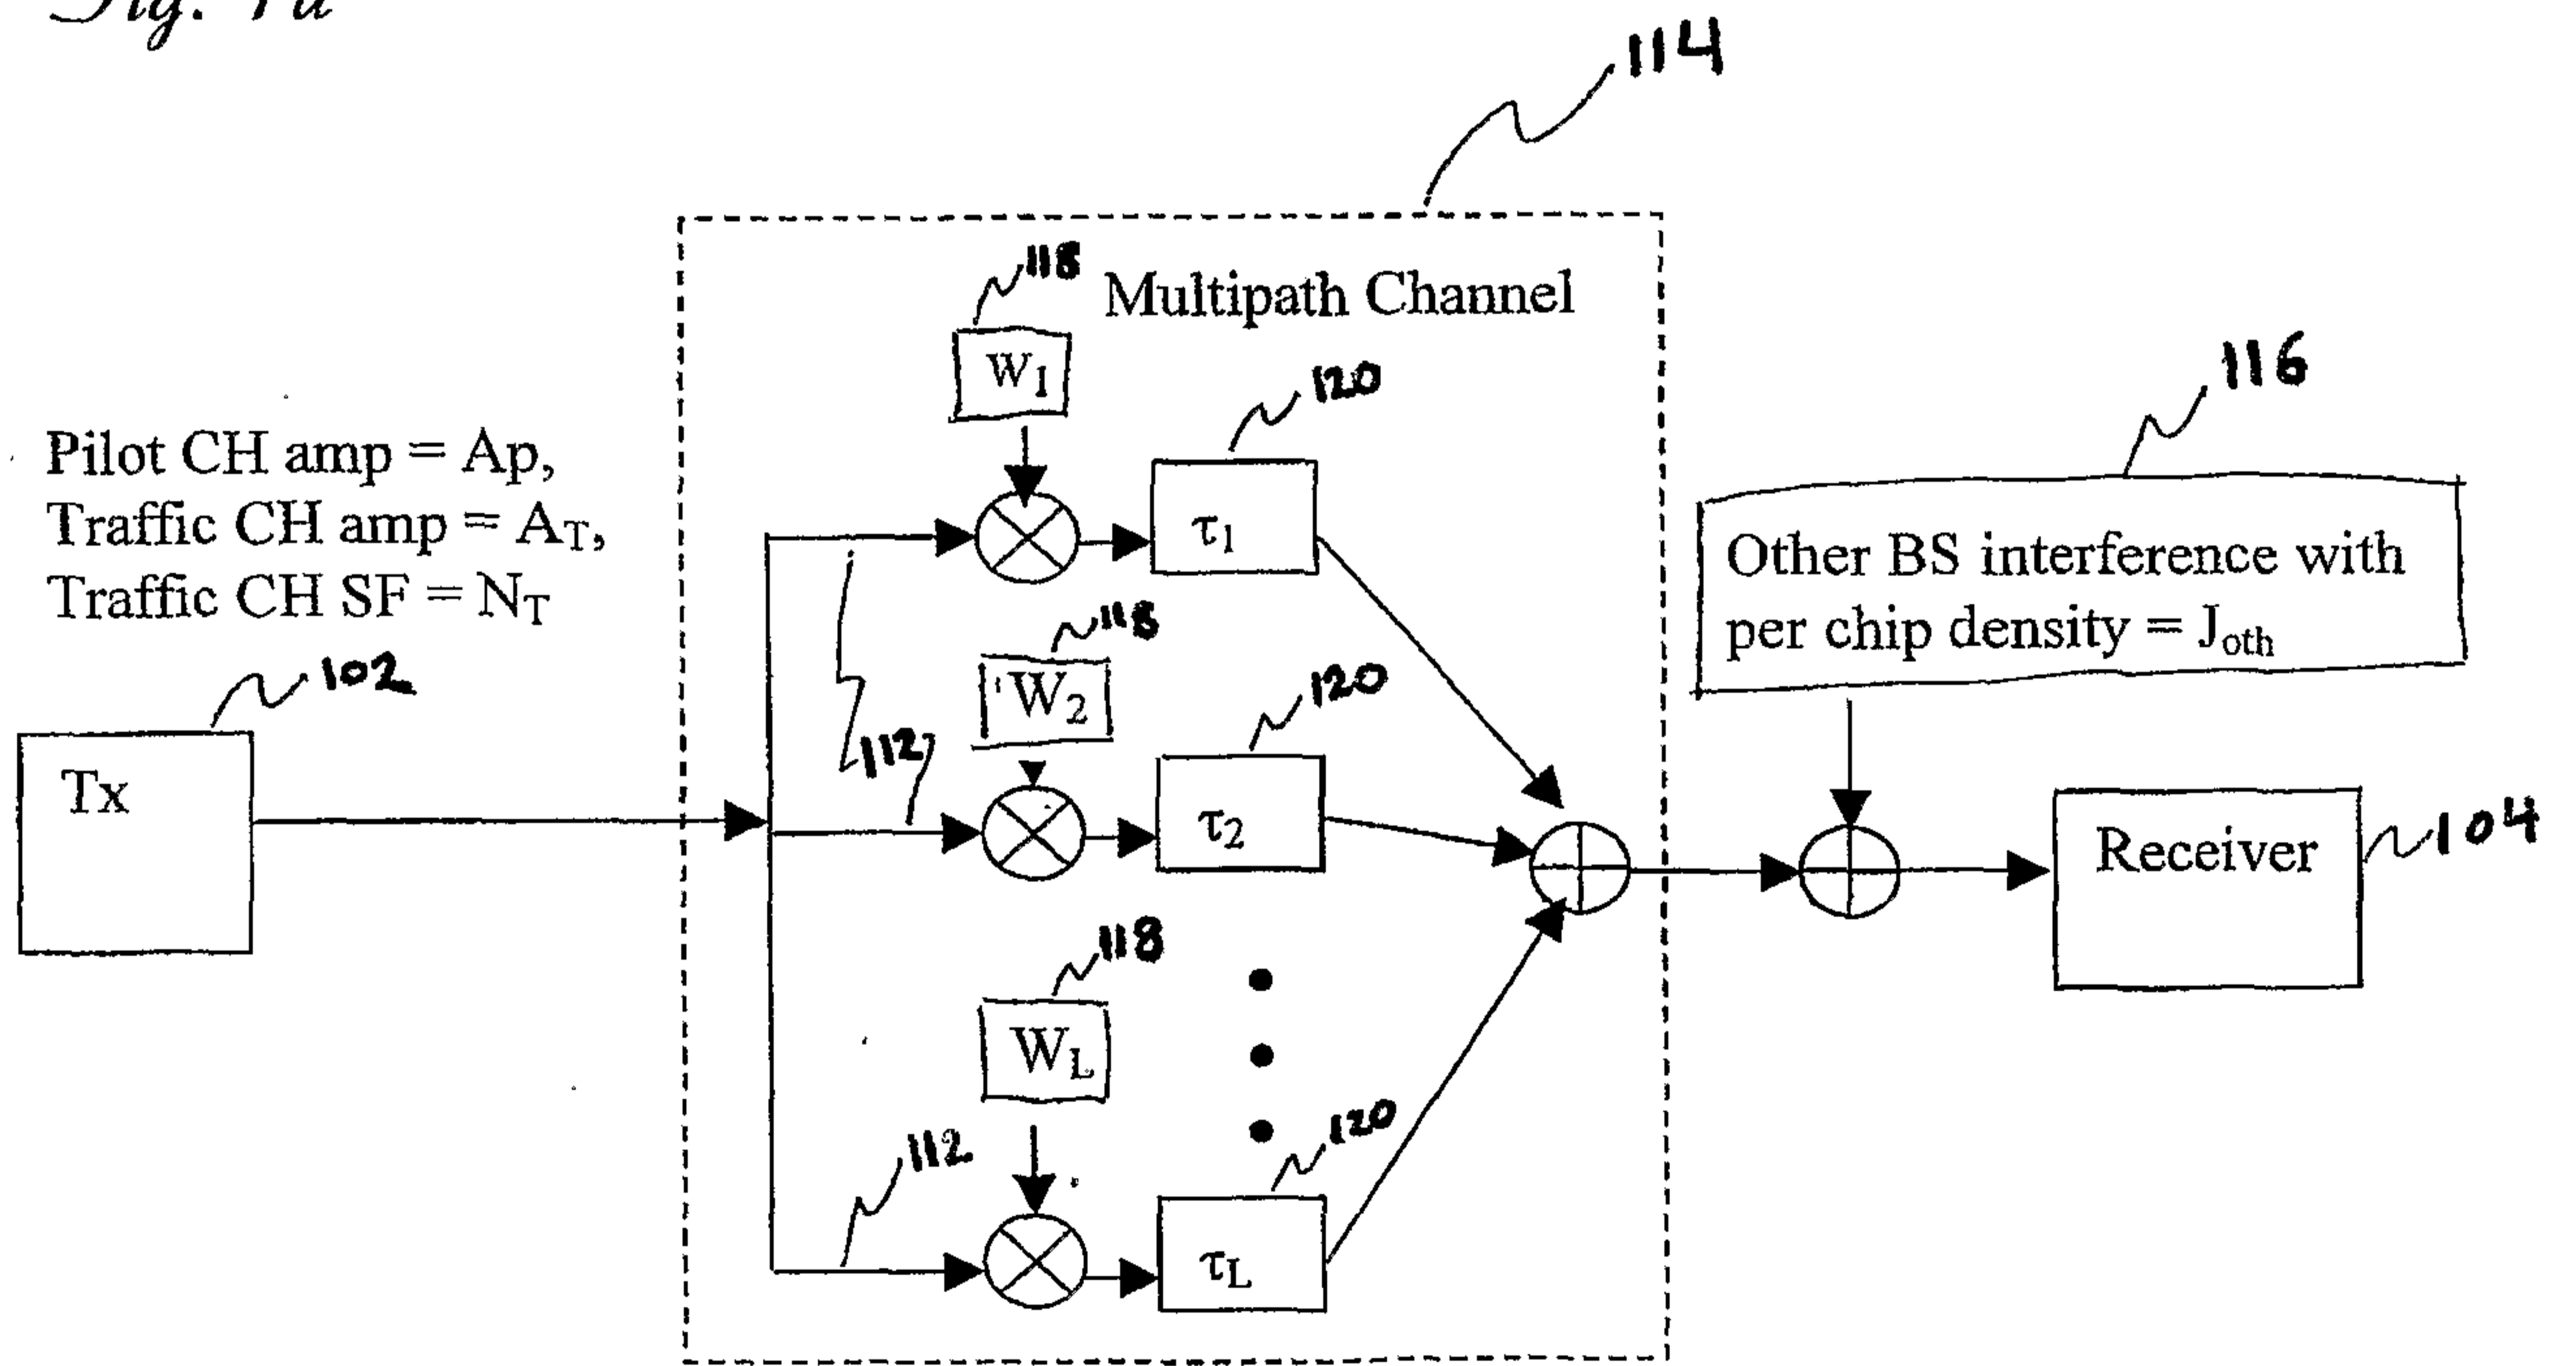 Fig. 1a
114
118
Multipath Channel
W1
120
116
Pilot CH amp = Ap,
Traffic CH amp = AT,
Traffic CH SF = NT
τ1
Other BS interference with
per chip density = Joth
118
102
W2
120
112
Tx
τ2
Receiver
104
118
WL
112
120
τL